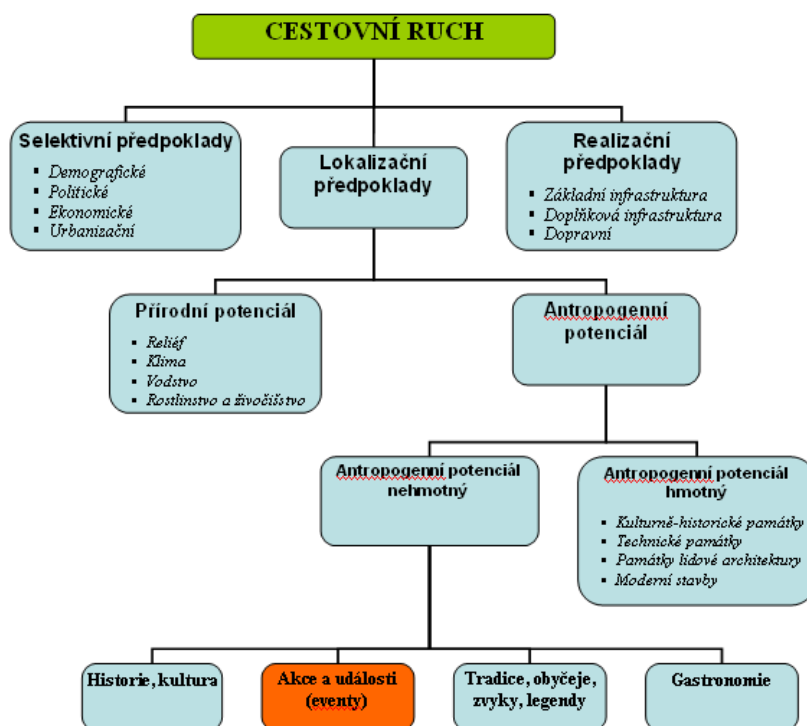 CESTOVNÍ RUCH
Selektivní předpoklady
▪ Demografické
▪ Politické
▪ Ekonomické
▪ Urbanizační
Lokalizační
předpoklady
Realizační
předpoklady
▪ Základní infrastruktura
▪ Doplňková infrastruktura
▪ Dopravní
Přírodní potenciál
▪ Reliéf
▪ Klima
▪ Vodstvo
▪ Rostlinstvo a živočišstvo
Antropogenní
potenciál
Antropogenní potenciál
nehmotný
Antropogenní potenciál
hmotný
▪ Kulturně-historické památky
▪ Technické památky
▪ Památky lidové architektury
▪ Moderní stavby
Historie, kultura
Akce a události
(eventy)
Tradice, obyčeje,
zvyky, legendy
Gastronomie